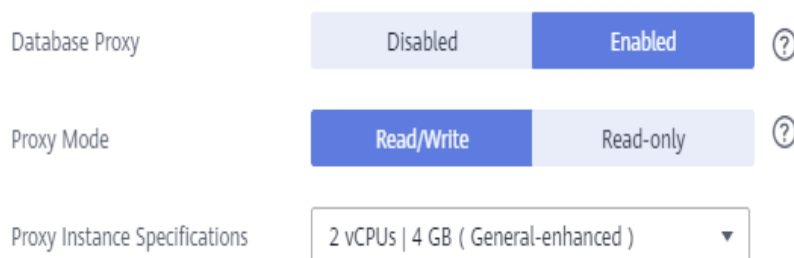 Database Proxy Disabled Enabled ?
Proxy Mode Read/Write Read-only ?
Proxy Instance Specifications 2 vCPUs | 4 GB ( General-enhanced )